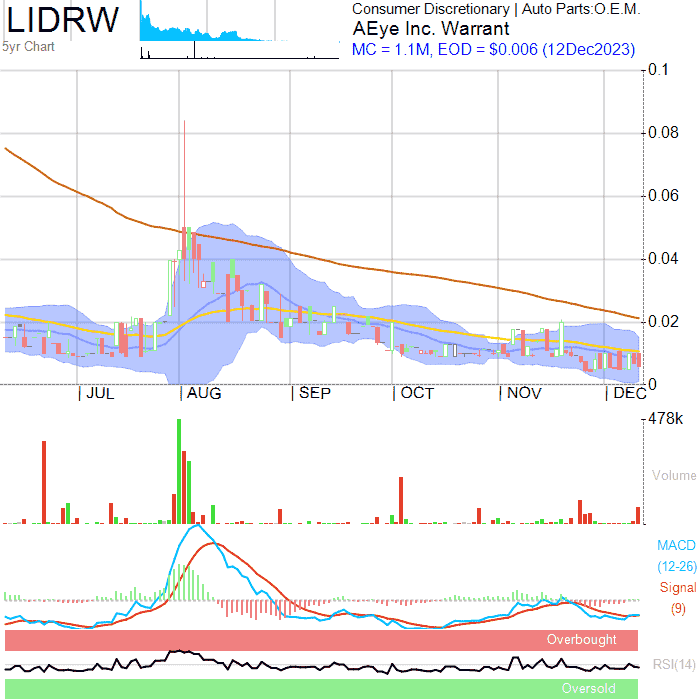 LIDRW
5yr Chart
Consumer Discretionary | Auto Parts:O.E.M.
AEye Inc. Warrant
MC = 1.1M, EOD = $0.006 (12Dec2023)
0.1
0.08
0.06
0.04
0.02
0
JUL AUG SEP OCT NOV DEC
478k
Volume
MACD
(12-26)
Signal
(9)
Overbought
RSI(14)
Oversold